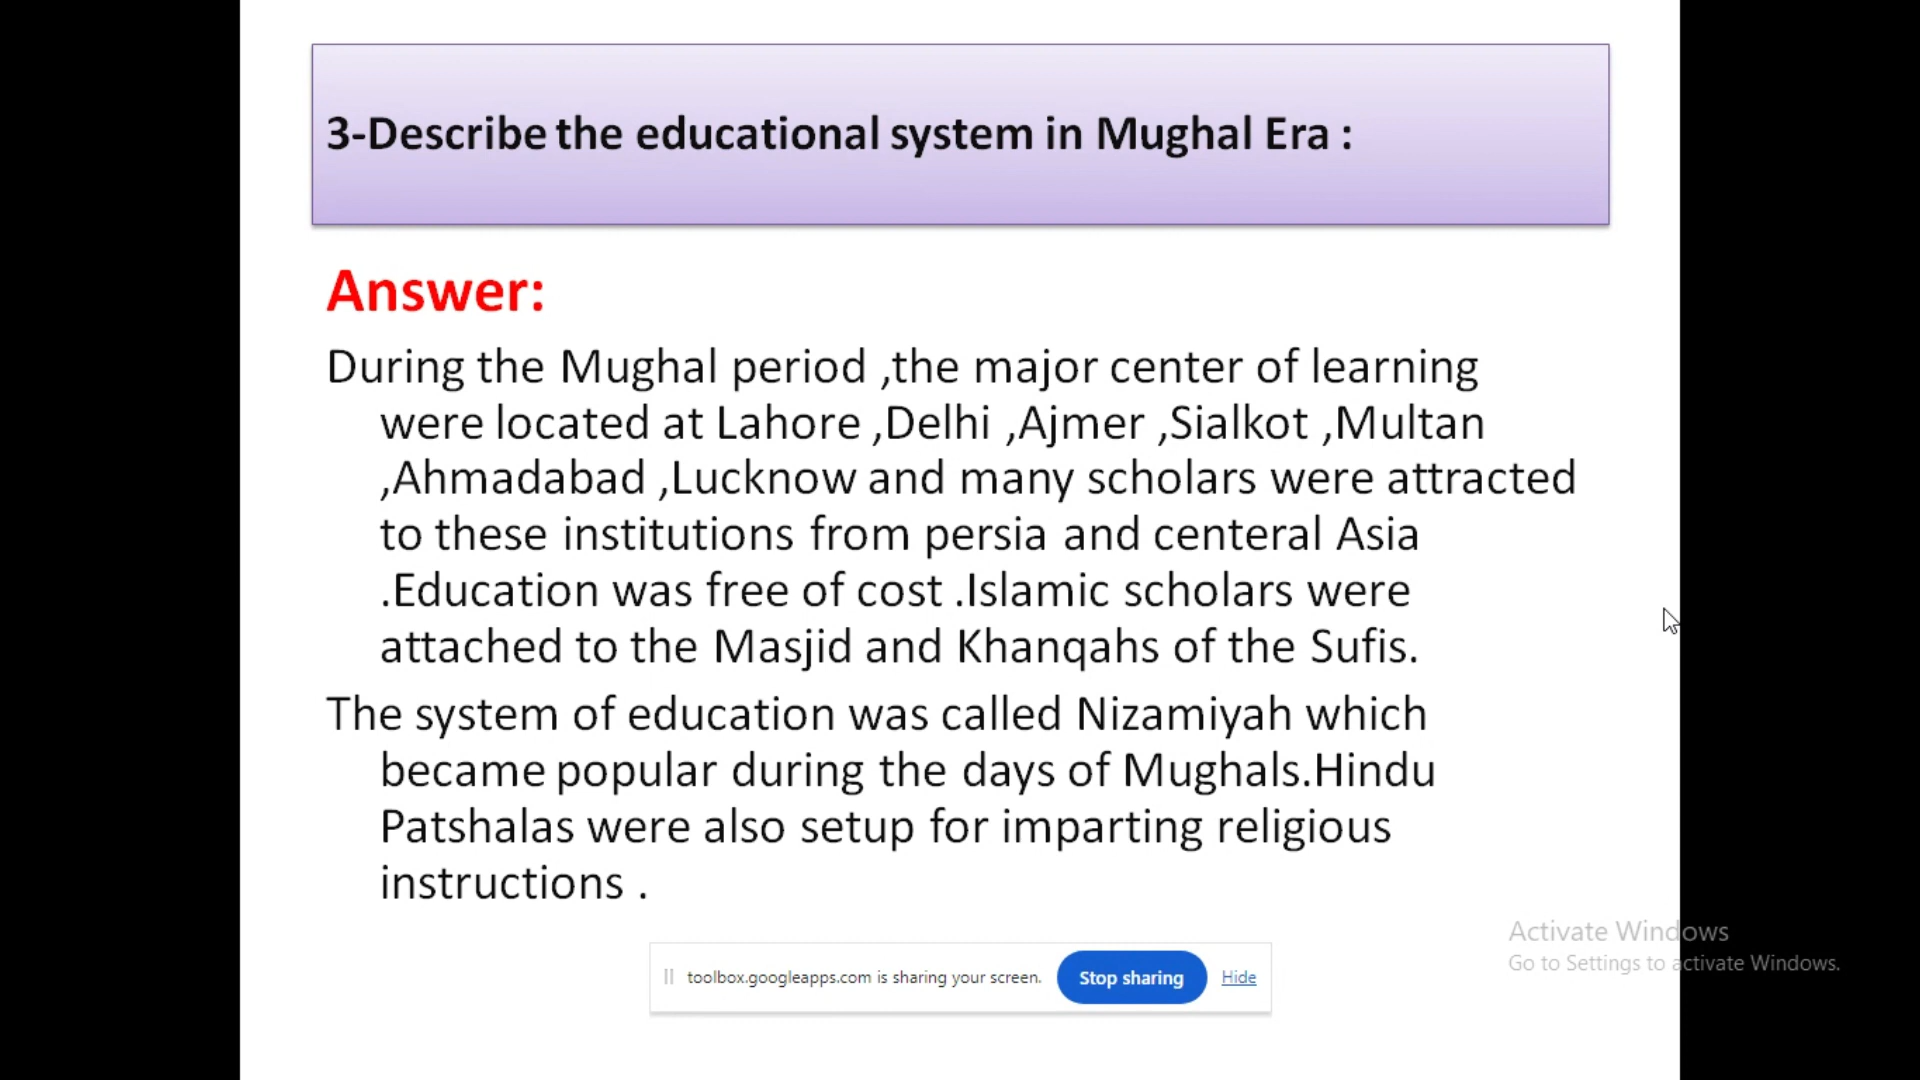 3-Describe the educational system in Mughal Era :
Answer:
During the Mughal period ,the major center of learning
were located at Lahore ,Delhi ,Ajmer ,Sialkot ,Multan
,Ahmadabad ,Lucknow and many scholars were attracted
to these institutions from persia and centeral Asia
.Education was free of cost .Islamic scholars were
attached to the Masjid and Khanqahs of the Sufis.
The system of education was called Nizamiyah which
became popular during the days of Mughals.Hindu
Patshalas were also setup for imparting religious
instructions .
Activate Windows
Go to Settings to activate Windows.
toolbox.googleapps.com is sharing your screen. Stop sharing Hide